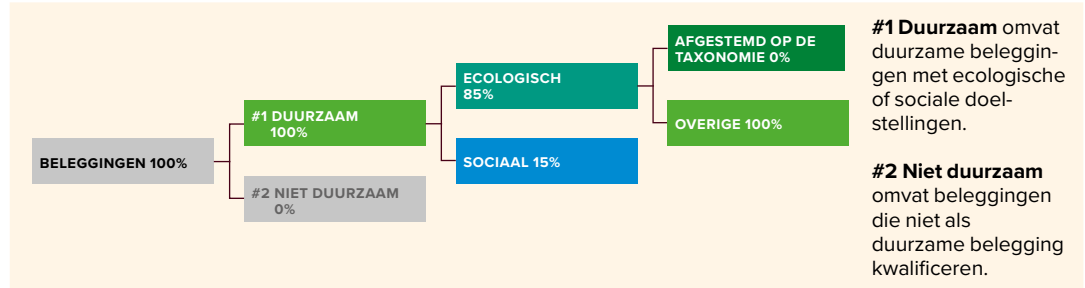 BELEGGINGEN 100%
#1 DUURZAAM
100%
#2 NIET DUURZAAM
0%
ECOLOGISCH
85%
SOCIAAL 15%
AFGESTEMD OP DE
TAXONOMIE 0%
OVERIGE 100%
#1 Duurzaam omvat
duurzame beleggin-
gen met ecologische
of sociale doel-
stellingen.
#2 Niet duurzaam
omvat beleggingen
die niet als
duurzame belegging
kwalificeren.